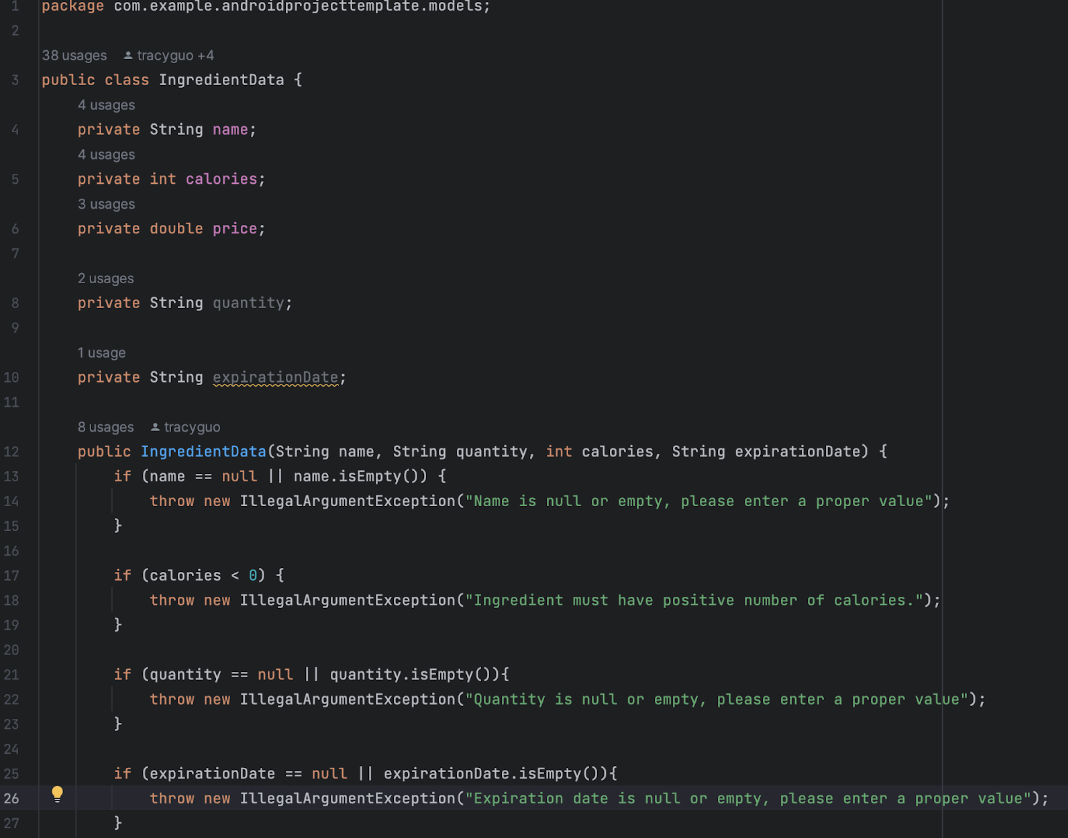 1 package com.example.androidprojecttemplate.models;
2
38 usages tracyguo +4
3 public class IngredientData {
4 usages
4 private String name;
4 usages
5 private int calories;
3 usages
6 private double price;
7
2 usages
8 private String quantity;
9
1 usage
10 private String expirationDate;
11
8 usages tracyguo
12 public IngredientData(String name, String quantity, int calories, String expirationDate) {
13 if (name == null || name.isEmpty()) {
14 throw new IllegalArgumentException("Name is null or empty, please enter a proper value");
15 }
16
17 if (calories < 0) {
18 throw new IllegalArgumentException("Ingredient must have positive number of calories.");
19 }
20
21 if (quantity == null || quantity.isEmpty()){
22 throw new IllegalArgumentException("Quantity is null or empty, please enter a proper value");
23 }
24
25 if (expirationDate == null || expirationDate.isEmpty()){
26 throw new IllegalArgumentException("Expiration date is null or empty, please enter a proper value");
27 }